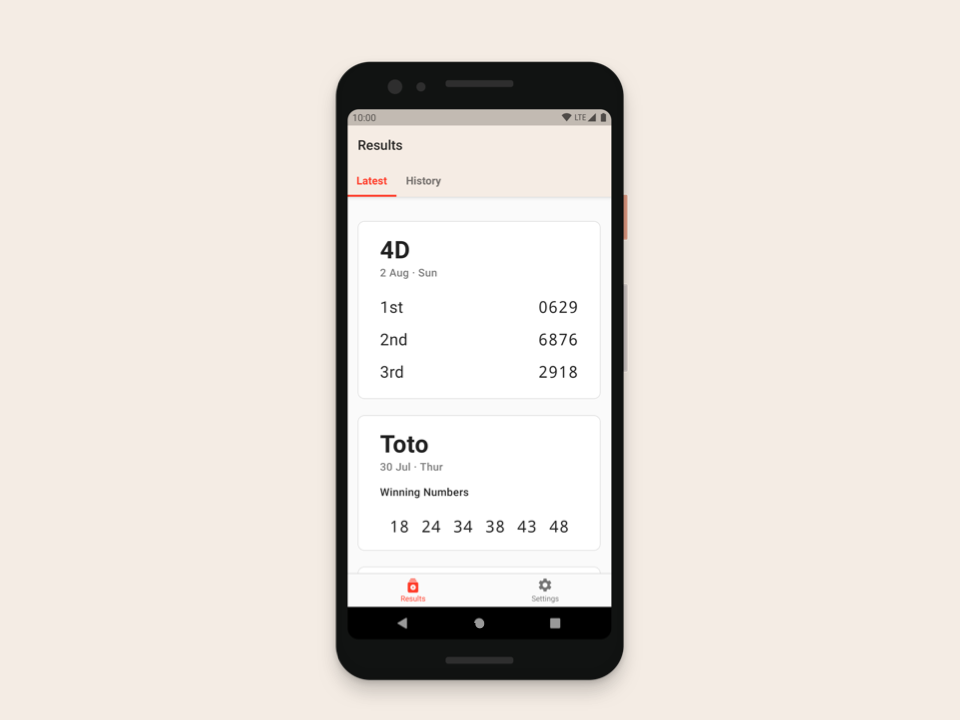 10:00 LTE
Results
Latest History
4D
2 Aug · Sun
1st 0629
2nd 6876
3rd 2918
Toto
30 Jul · Thur
Winning Numbers
18 24 34 38 43 48
Results Settings